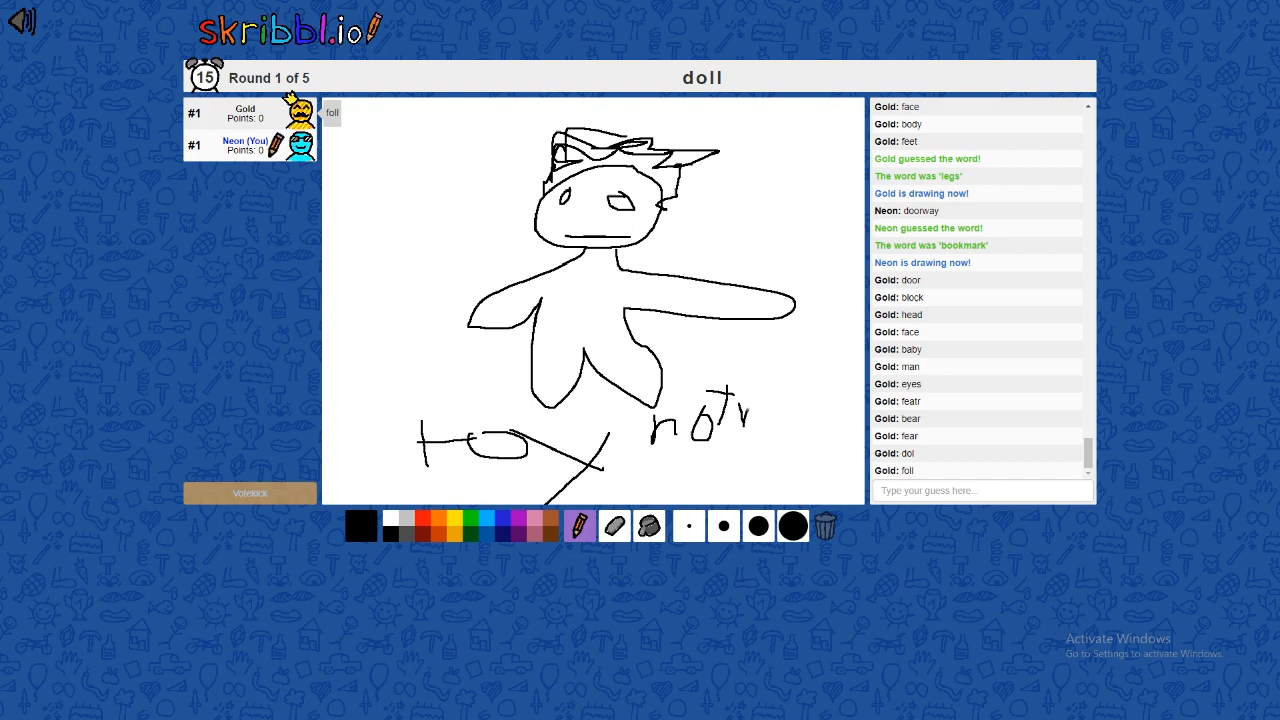 skribbl.io
15 Round 1 of 5
doll
#1 Gold
Points: 0
foll
#1 Neon (You)
Points: 0
Gold: face
Gold: body
Gold: feet
Gold guessed the word!
The word was 'legs'
Gold is drawing now!
Neon: doorway
Neon guessed the word!
The word was 'bookmark'
Neon is drawing now!
Gold: door
Gold: block
Gold: head
Gold: face
Gold: baby
Gold: man
Gold: eyes
Gold: featr
Gold: bear
Gold: fear
Gold: dol
Gold: foll
toy
not
Votekick
Type your guess here...
Activate Windows
Go to Settings to activate Windows.